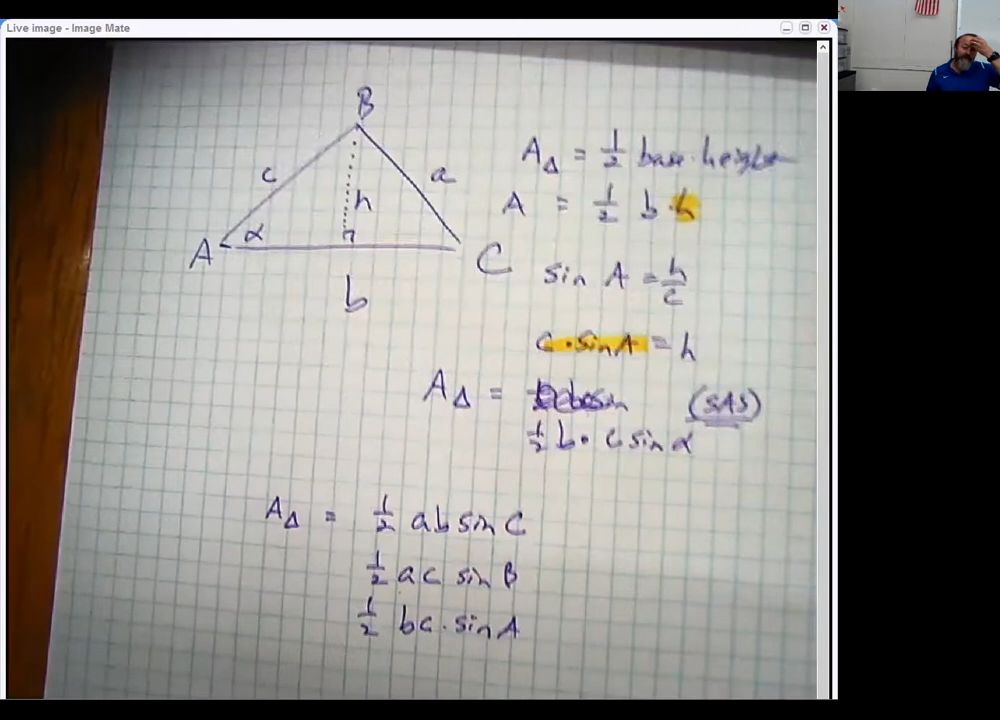 Live image - Image Mate
B
c
a
h
α
A
C
b
A△ = 1/2 base · height
A = 1/2 b · h
sin A = h/c
c · sin A = h
A△ =
(SAS)
1/2 b · c sin α
A△ = 1/2 ab sin C
1/2 ac sin B
1/2 bc · sin A